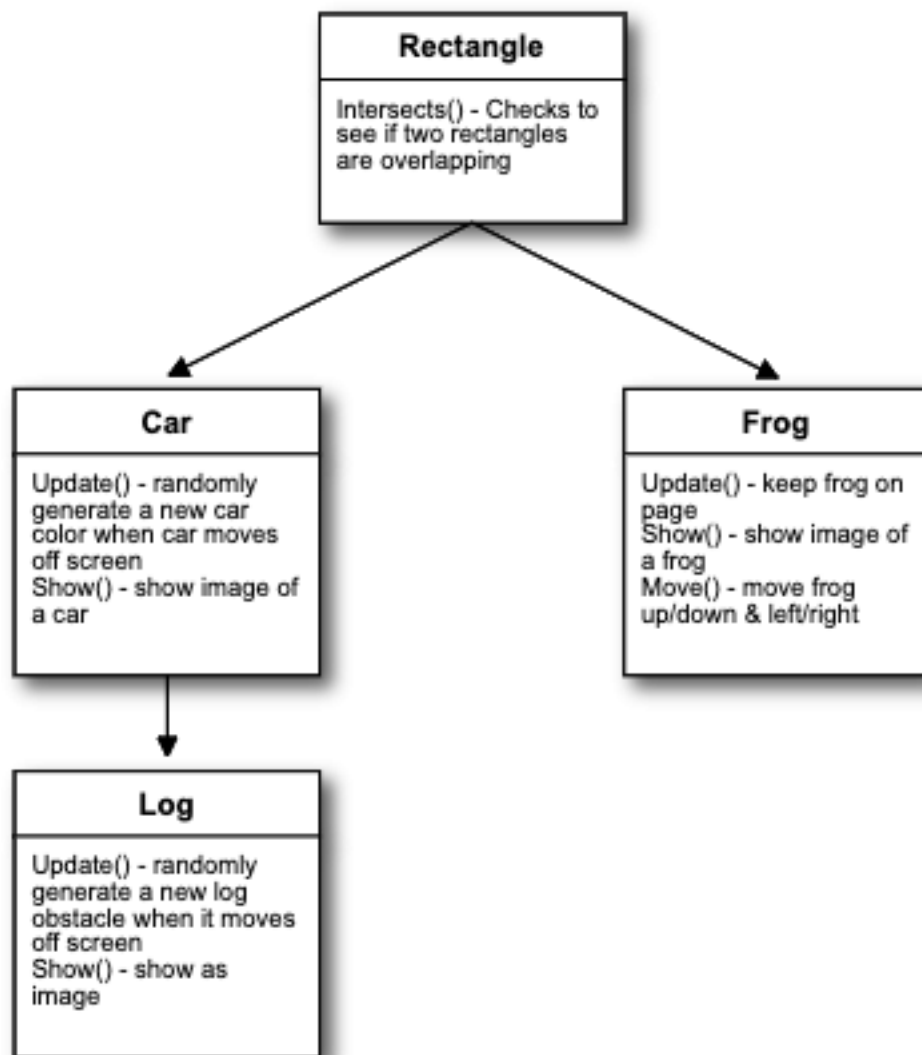 Rectangle
Intersects() - Checks to
see if two rectangles
are overlapping
Car
Update() - randomly
generate a new car
color when car moves
off screen
Show() - show image of
a car
Frog
Update() - keep frog on
page
Show() - show image of
a frog
Move() - move frog
up/down & left/right
Log
Update() - randomly
generate a new log
obstacle when it moves
off screen
Show() - show as
image